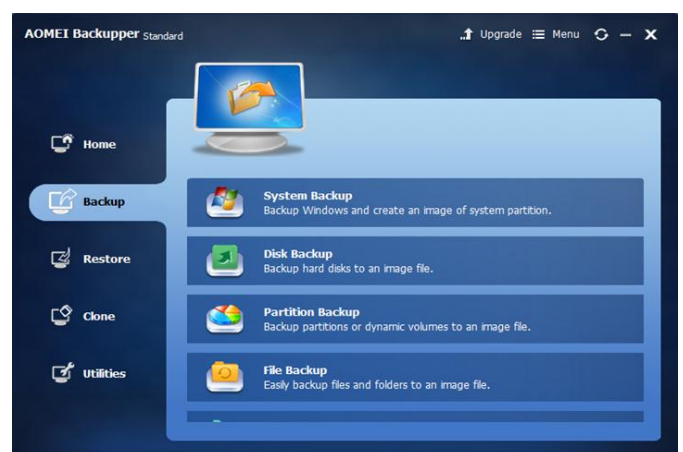 AOMEI Backupper Standard
Upgrade Menu
Home
Backup
Restore
Clone
Utilities
System Backup
Backup Windows and create an image of system partition.
Disk Backup
Backup hard disks to an image file.
Partition Backup
Backup partitions or dynamic volumes to an image file.
File Backup
Easily backup files and folders to an image file.